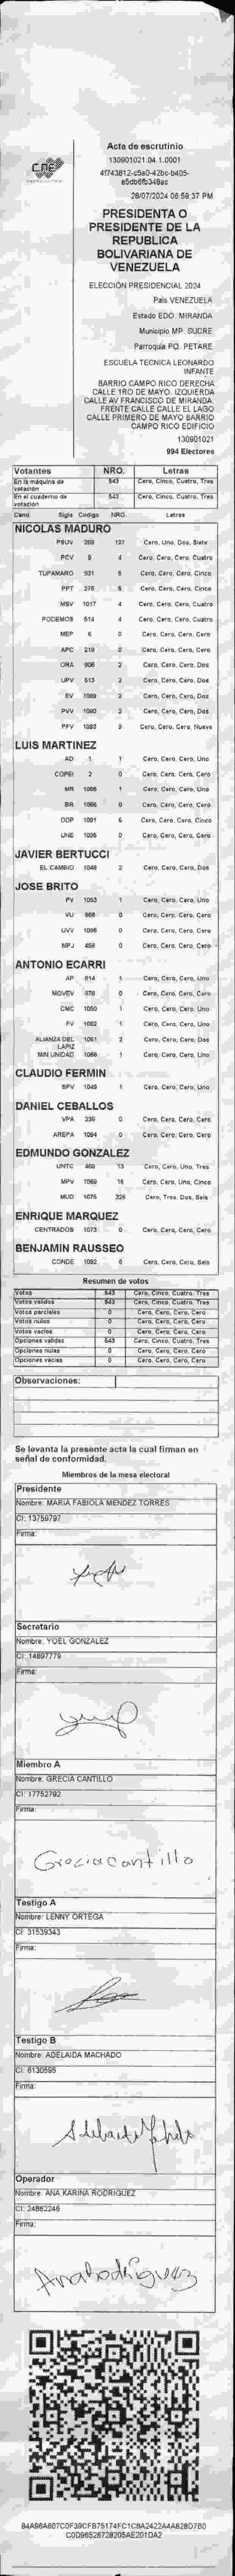 CNE
Acta de escrutinio
130901021.04.1.0001
4f743812-c5a0-42bc-b405-
e5db6fb348ac
28/07/2024 06:59:37 PM
PRESIDENTA O
PRESIDENTE DE LA
REPUBLICA
BOLIVARIANA DE
VENEZUELA
ELECCIÓN PRESIDENCIAL 2024
Pais VENEZUELA
Estado EDO. MIRANDA
Municipio MP. SUCRE
Parroquia PQ. PETARE
ESCUELA TECNICA LEONARDO
INFANTE
BARRIO CAMPO RICO DERECHA
CALLE 1RO DE MAYO. IZQUIERDA
CALLE AV FRANCISCO DE MIRANDA.
FRENTE CALLE CALLE EL LAGO
CALLE PRIMERO DE MAYO BARRIO
CAMPO RICO EDIFICIO
130901021
994 Electores
Votantes NRO. Letras
En la máquina de votación 543 Cero, Cinco, Cuatro, Tres
En el cuaderno de votación 543 Cero, Cinco, Cuatro, Tres
Cand. Sigla Codigo NRO. Letras
NICOLAS MADURO
PSUV 269 127 Cero, Uno, Dos, Siete
PCV 9 4 Cero, Cero, Cero, Cuatro
TUPAMARO 931 5 Cero, Cero, Cero, Cinco
PPT 276 5 Cero, Cero, Cero, Cinco
MSV 1017 4 Cero, Cero, Cero, Cuatro
PODEMOS 614 4 Cero, Cero, Cero, Cuatro
MEP 6 0 Cero, Cero, Cero, Cero
APC 219 0 Cero, Cero, Cero, Cero
ORA 906 2 Cero, Cero, Cero, Dos
UPV 513 2 Cero, Cero, Cero, Dos
EV 1089 2 Cero, Cero, Cero, Dos
PVV 1090 2 Cero, Cero, Cero, Dos
PFV 1093 9 Cero, Cero, Cero, Nueve
LUIS MARTINEZ
AD 1 1 Cero, Cero, Cero, Uno
COPEI 2 0 Cero, Cero, Cero, Cero
MR 1068 1 Cero, Cero, Cero, Uno
BR 1066 0 Cero, Cero, Cero, Cero
DDP 1091 5 Cero, Cero, Cero, Cinco
UNE 1095 0 Cero, Cero, Cero, Cero
JAVIER BERTUCCI
EL CAMBIO 1048 2 Cero, Cero, Cero, Dos
JOSE BRITO
PV 1053 1 Cero, Cero, Cero, Uno
VU 968 0 Cero, Cero, Cero, Cero
UVV 1096 0 Cero, Cero, Cero, Cero
MPJ 458 0 Cero, Cero, Cero, Cero
ANTONIO ECARRI
AP 814 1 Cero, Cero, Cero, Uno
MOVEV 979 0 Cero, Cero, Cero, Cero
CMC 1050 1 Cero, Cero, Cero, Uno
FV 1062 1 Cero, Cero, Cero, Uno
ALIANZA DEL LAPIZ 1051 2 Cero, Cero, Cero, Dos
MIN UNIDAD 1068 1 Cero, Cero, Cero, Uno
CLAUDIO FERMIN
SPV 1049 1 Cero, Cero, Cero, Uno
DANIEL CEBALLOS
VPA 236 0 Cero, Cero, Cero, Cero
AREPA 1094 0 Cero, Cero, Cero, Cero
EDMUNDO GONZALEZ
UNTC 460 13 Cero, Cero, Uno, Tres
MPV 1069 15 Cero, Cero, Uno, Cinco
MUD 1075 326 Cero, Tres, Dos, Seis
ENRIQUE MARQUEZ
CENTRADOS 1073 0 Cero, Cero, Cero, Cero
BENJAMIN RAUSSEO
CONDE 1092 6 Cero, Cero, Cero, Seis
Resumen de votos
Votos 543 Cero, Cinco, Cuatro, Tres
Votos validos 543 Cero, Cinco, Cuatro, Tres
Votos parciales 0 Cero, Cero, Cero, Cero
Votos nulos 0 Cero, Cero, Cero, Cero
Votos vacios 0 Cero, Cero, Cero, Cero
Opciones validas 543 Cero, Cinco, Cuatro, Tres
Opciones nulas 0 Cero, Cero, Cero, Cero
Opciones vacias 0 Cero, Cero, Cero, Cero
Observaciones:
Se levanta la presente acta la cual firman en
señal de conformidad.
Miembros de la mesa electoral
Presidente
Nombre: MARIA FABIOLA MENDEZ TORRES
CI: 13759797
Firma:
Secretario
Nombre: YOEL GONZALEZ
CI: 14897779
Firma:
Miembro A
Nombre: GRECIA CANTILLO
CI: 17752792
Firma:
Grecia Cantillo
Testigo A
Nombre: LENNY ORTEGA
CI: 31539343
Firma:
Testigo B
Nombre: ADELAIDA MACHADO
CI: 6130595
Firma:
Operador
Nombre: ANA KARINA RODRIGUEZ
CI: 24862246
Firma:
84A96A607C0F39CFB75174FC1C8A2422A4A828D7B0
C0D96526728205AE201DA2